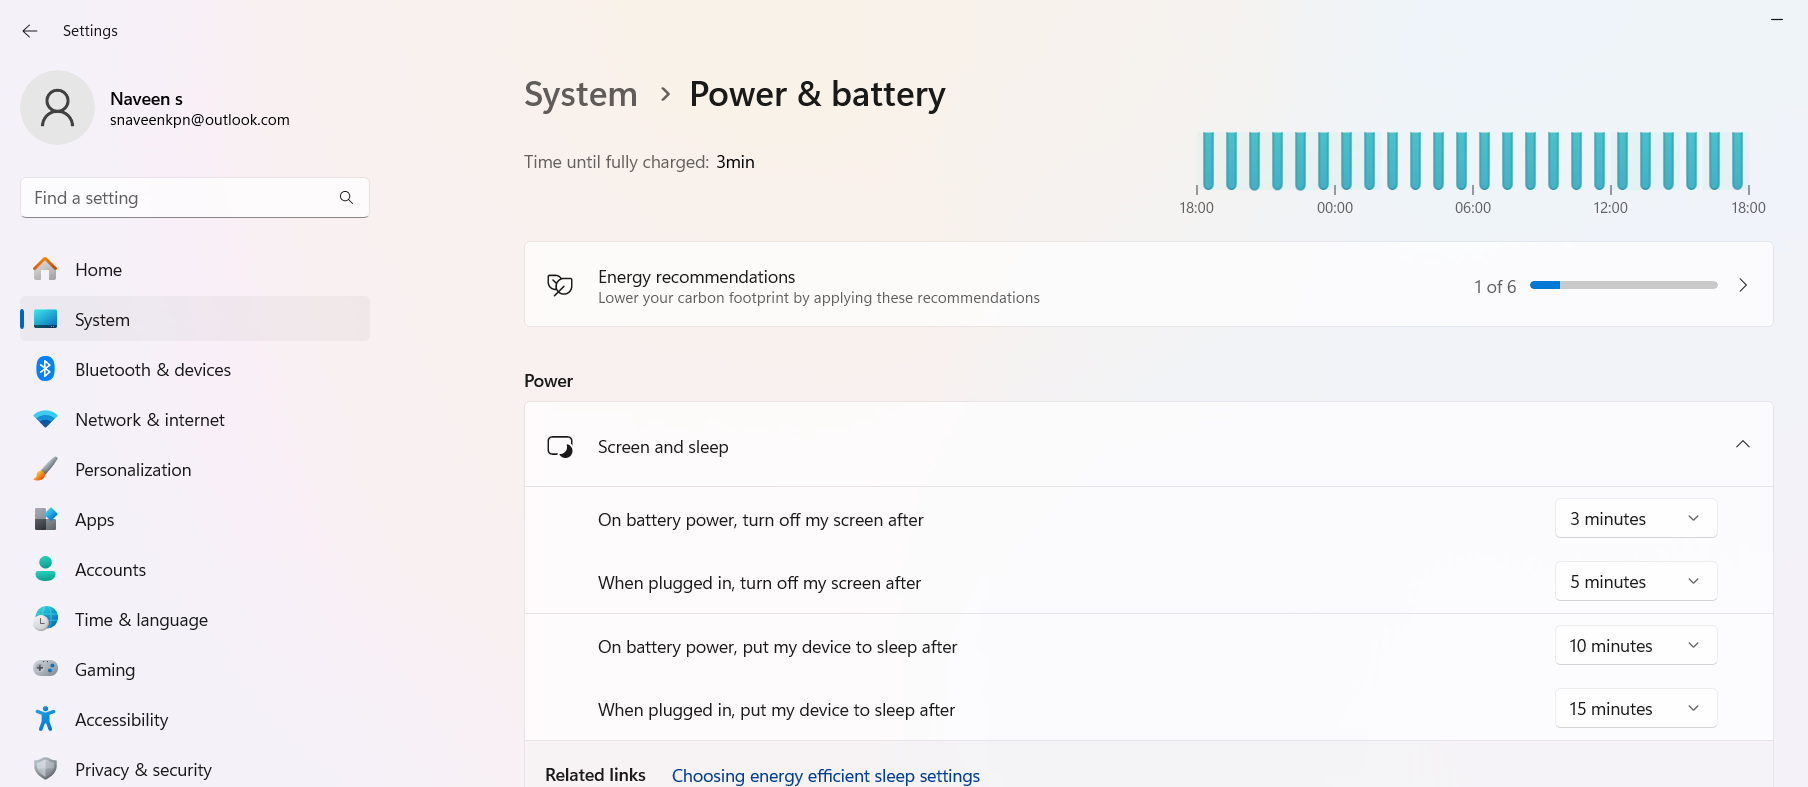 Settings
Naveen s
snaveenkpn@outlook.com
Find a setting
Home
System
Bluetooth & devices
Network & internet
Personalization
Apps
Accounts
Time & language
Gaming
Accessibility
Privacy & security
System > Power & battery
Time until fully charged: 3min
18:00 00:00 06:00 12:00 18:00
Energy recommendations
Lower your carbon footprint by applying these recommendations
1 of 6
Power
Screen and sleep
On battery power, turn off my screen after 3 minutes
When plugged in, turn off my screen after 5 minutes
On battery power, put my device to sleep after 10 minutes
When plugged in, put my device to sleep after 15 minutes
Related links Choosing energy efficient sleep settings